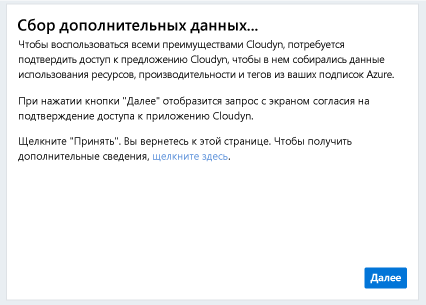 Сбор дополнительных данных...
Чтобы воспользоваться всеми преимуществами Cloudyn, потребуется
подтвердить доступ к предложению Cloudyn, чтобы в нем собирались данные
использования ресурсов, производительности и тегов из ваших подписок Azure.
При нажатии кнопки "Далее" отобразится запрос с экраном согласия на
подтверждение доступа к приложению Cloudyn.
Щелкните "Принять". Вы вернетесь к этой странице. Чтобы получить
дополнительные сведения, щелкните здесь.
Далее